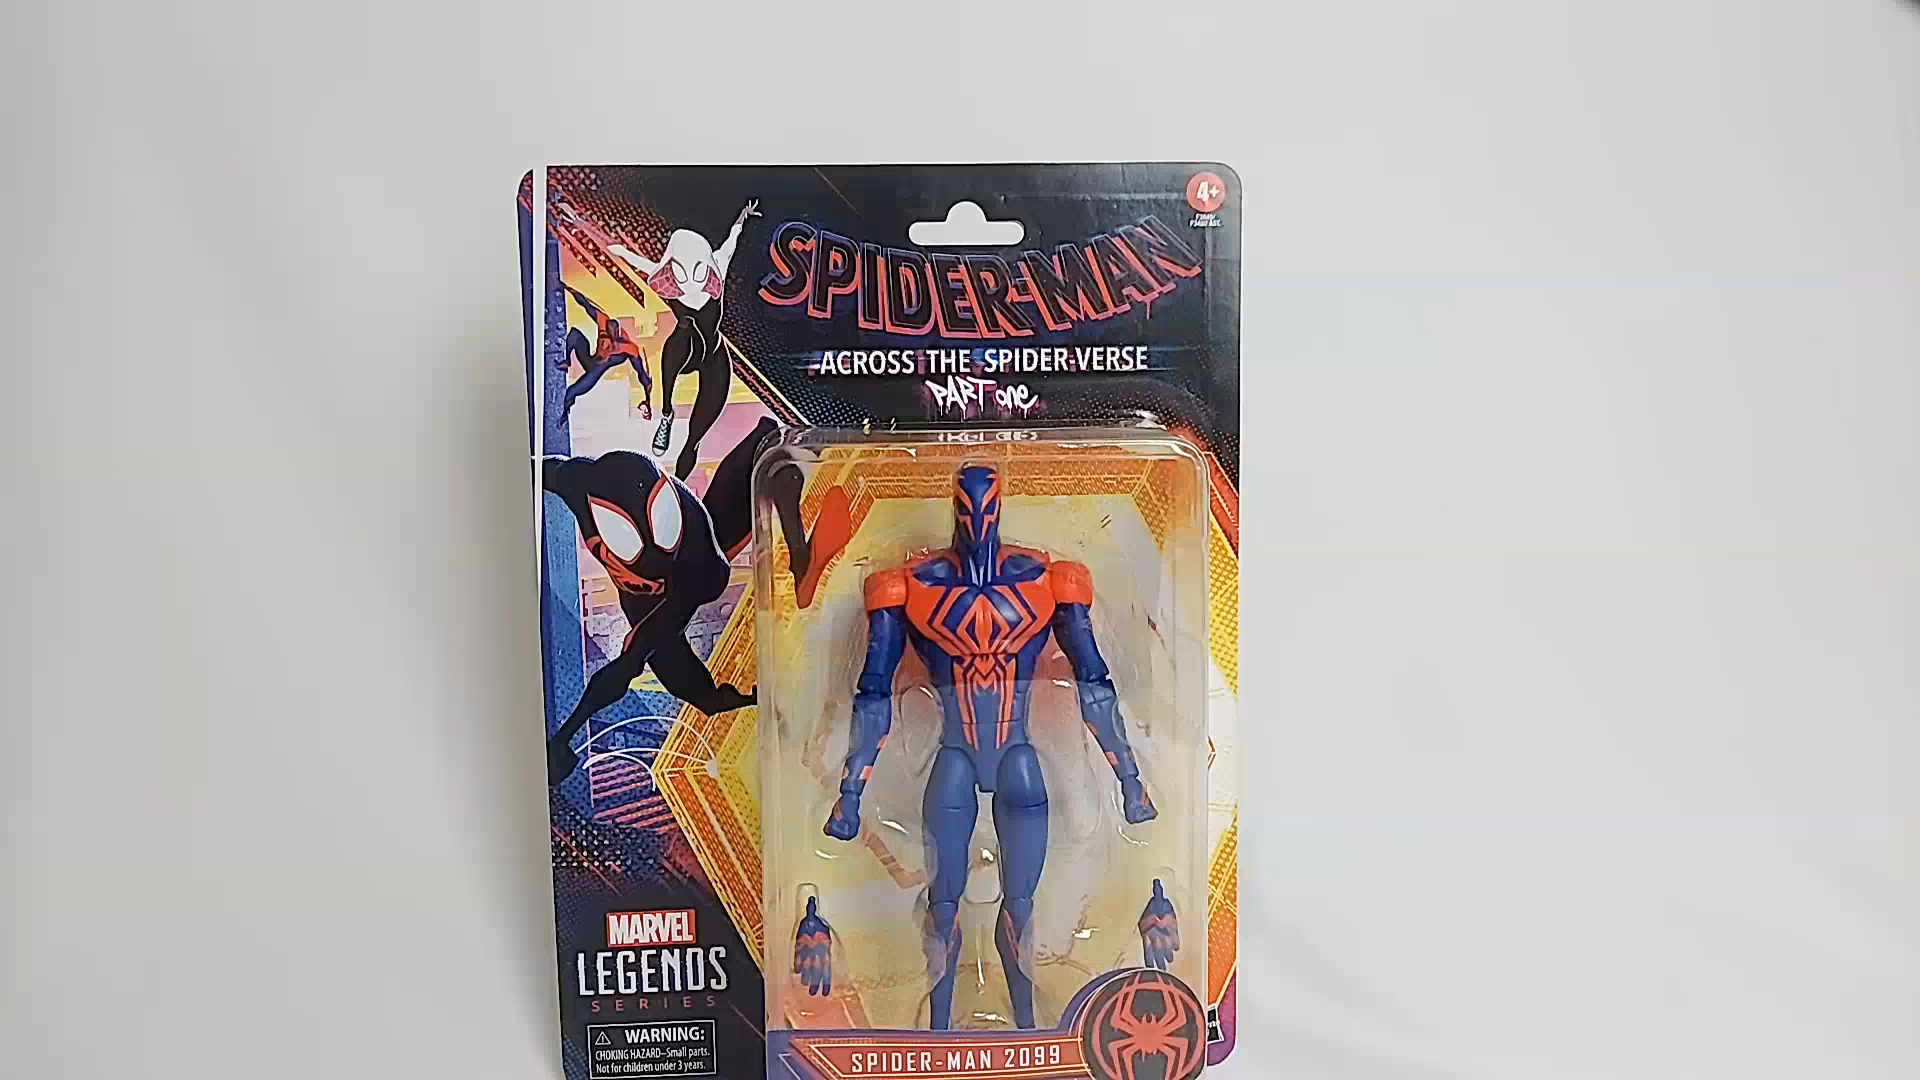 4+
SPIDER-MAN
ACROSS THE SPIDER-VERSE
PART one
MARVEL
LEGENDS
SERIES
WARNING:
CHOKING HAZARD–Small parts.
Not for children under 3 years.
SPIDER-MAN 2099